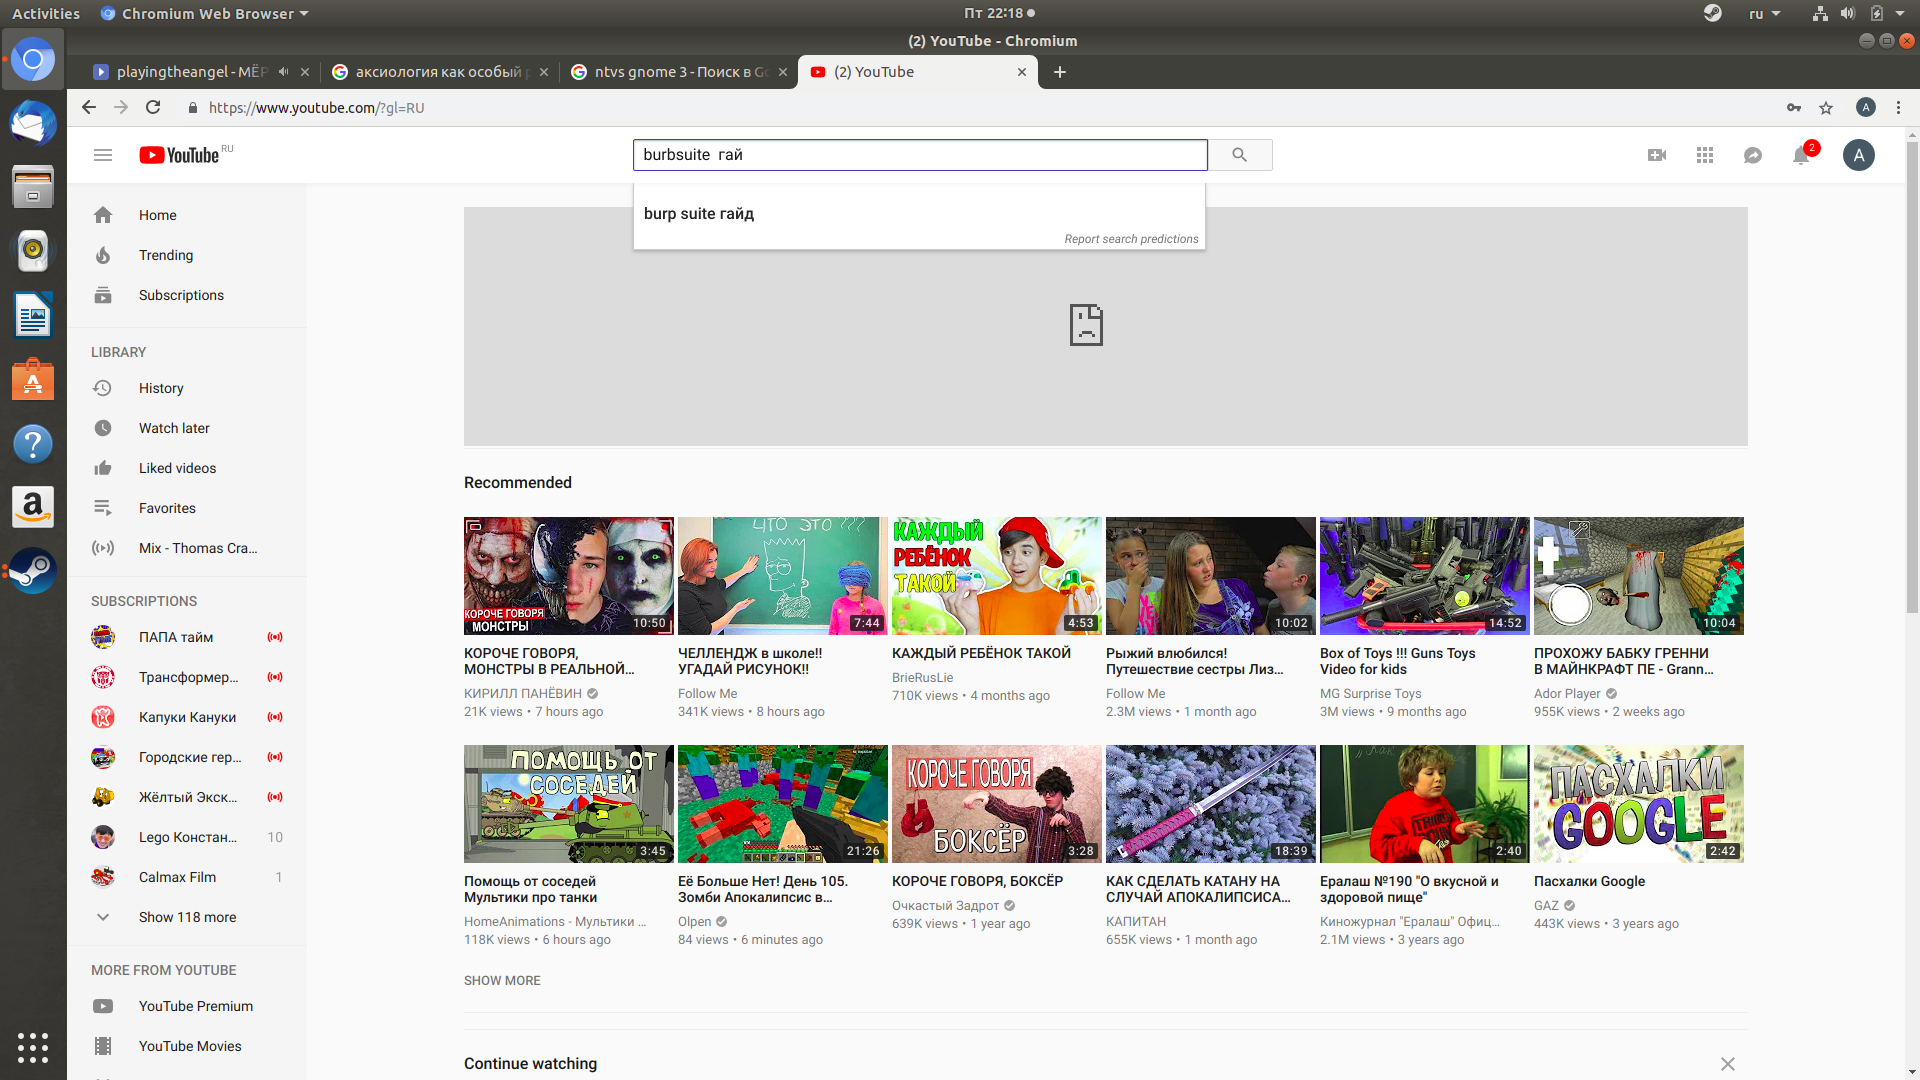 Activities
Chromium Web Browser
Пт 22:18
ru
(2) YouTube - Chromium
playingtheangel - МЁР
аксиология как особый р
ntvs gnome 3 - Поиск в Go
(2) YouTube
https://www.youtube.com/?gl=RU
A
YouTube RU
burbsuite гай
2
A
burp suite гайд
Report search predictions
Home
Trending
Subscriptions
LIBRARY
History
Watch later
Liked videos
Favorites
Mix - Thomas Cra...
SUBSCRIPTIONS
ПАПА тайм
Трансформер...
Капуки Кануки
Городские гер...
Жёлтый Экск...
Lego Констан... 10
Calmax Film 1
Show 118 more
MORE FROM YOUTUBE
YouTube Premium
YouTube Movies
Recommended
КОРОЧЕ ГОВОРЯ
МОНСТРЫ
10:50
ЧТО ЭТО ???
7:44
КАЖДЫЙ
РЕБЁНОК
ТАКОЙ
4:53
10:02
14:52
10:04
КОРОЧЕ ГОВОРЯ,
МОНСТРЫ В РЕАЛЬНОЙ...
КИРИЛЛ ПАНЁВИН
21K views • 7 hours ago
ЧЕЛЛЕНДЖ в школе!!
УГАДАЙ РИСУНОК!!
Follow Me
341K views • 8 hours ago
КАЖДЫЙ РЕБЁНОК ТАКОЙ
BrieRusLie
710K views • 4 months ago
Рыжий влюбился!
Путешествие сестры Лиз...
Follow Me
2.3M views • 1 month ago
Box of Toys !!! Guns Toys
Video for kids
MG Surprise Toys
3M views • 9 months ago
ПРОХОЖУ БАБКУ ГРЕННИ
В МАЙНКРАФТ ПЕ - Grann...
Ador Player
955K views • 2 weeks ago
ПОМОЩЬ ОТ
СОСЕДЕЙ
3:45
21:26
КОРОЧЕ ГОВОРЯ
БОКСЁР
3:28
18:39
2:40
ПАСХАЛКИ
GOOGLE
2:42
Помощь от соседей
Мультики про танки
HomeAnimations - Мультики ...
118K views • 6 hours ago
Её Больше Нет! День 105.
Зомби Апокалипсис в...
Olpen
84 views • 6 minutes ago
КОРОЧЕ ГОВОРЯ, БОКСЁР
Очкастый Задрот
639K views • 1 year ago
КАК СДЕЛАТЬ КАТАНУ НА
СЛУЧАЙ АПОКАЛИПСИСА...
КАПИТАН
655K views • 1 month ago
Ералаш №190 "О вкусной и
здоровой пище"
Киножурнал "Ералаш" Офиц...
2.1M views • 3 years ago
Пасхалки Google
GAZ
443K views • 3 years ago
SHOW MORE
Continue watching